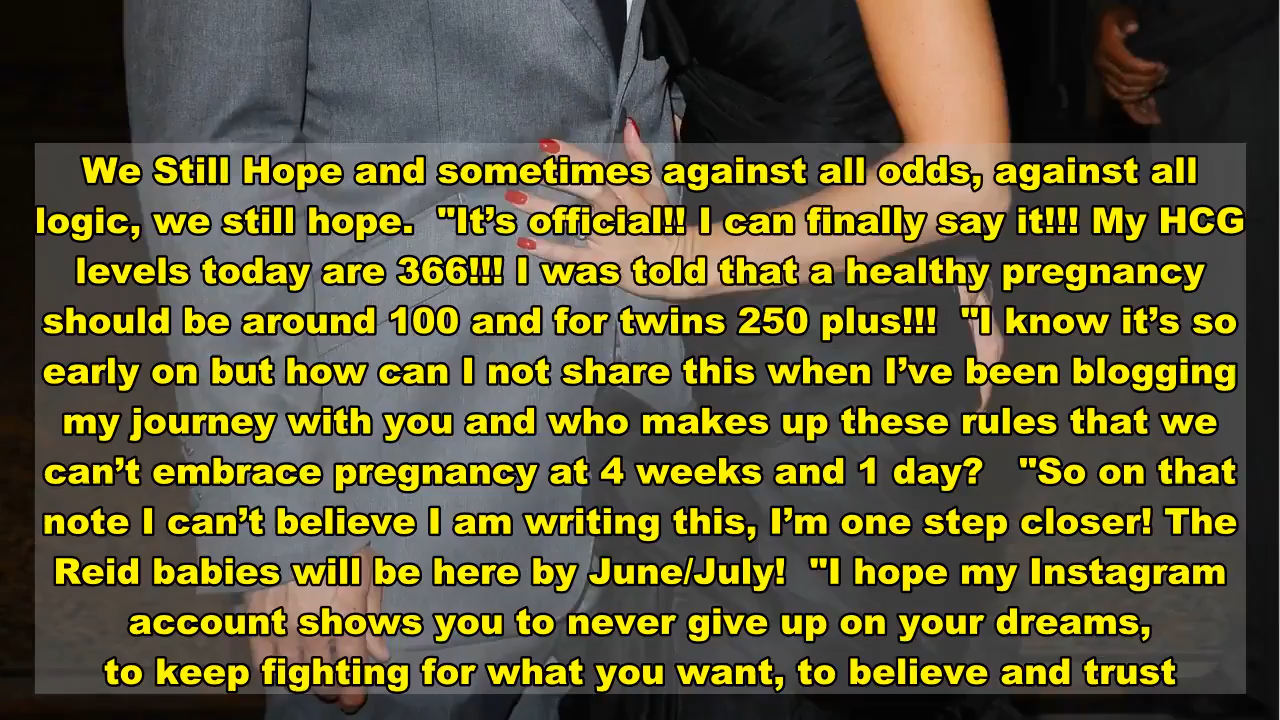 We Still Hope and sometimes against all odds, against all
logic, we still hope. "It’s official!! I can finally say it!!! My HCG
levels today are 366!!! I was told that a healthy pregnancy
should be around 100 and for twins 250 plus!!! "I know it’s so
early on but how can I not share this when I’ve been blogging
my journey with you and who makes up these rules that we
can’t embrace pregnancy at 4 weeks and 1 day? "So on that
note I can’t believe I am writing this, I’m one step closer! The
Reid babies will be here by June/July! "I hope my Instagram
account shows you to never give up on your dreams,
to keep fighting for what you want, to believe and trust